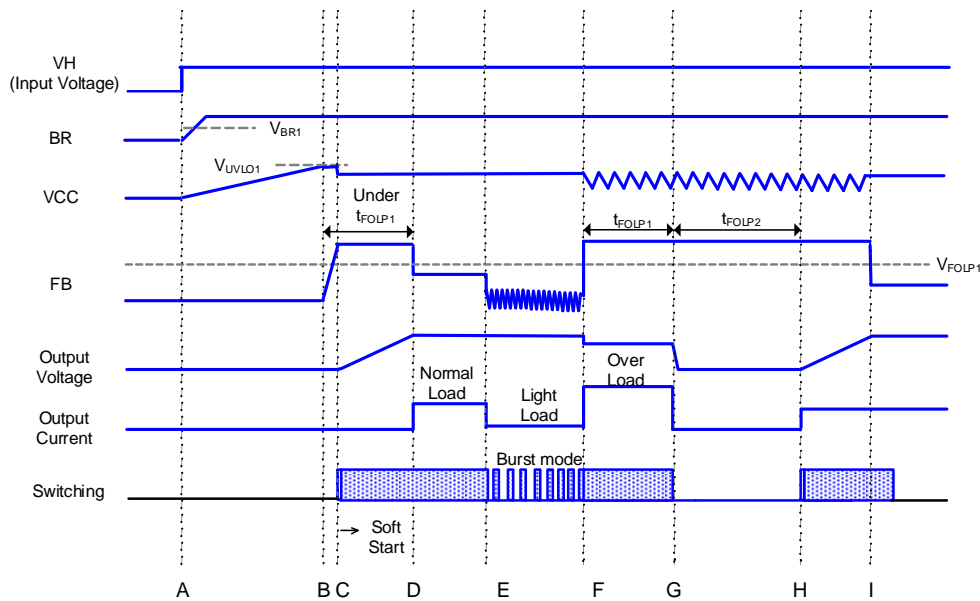 VH
(Input Voltage)
BR
VBR1
VUVLO1
VCC
Under
tFOLP1
tFOLP1
tFOLP2
VFOLP1
FB
Output
Voltage
Normal
Load
Light
Load
Over
Load
Output
Current
Burst mode
Switching
Soft
Start
A B C D E F G H I